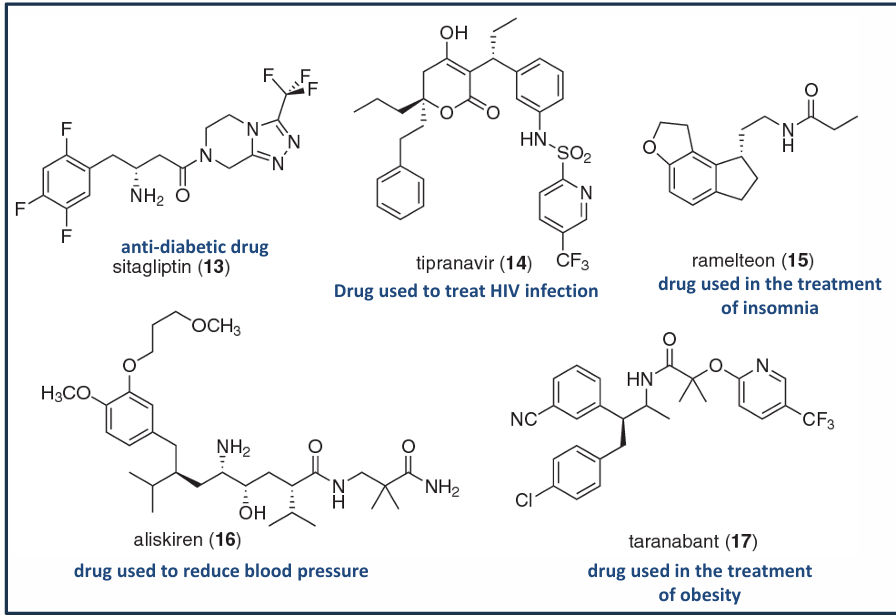 OH
F
F
F
F
N
N
O
O
N
H
N
N
O
N
F
HN
SO2
O
NH2
N
F
F
anti-diabetic drug
sitagliptin (13)
tipranavir (14)
CF3
ramelteon (15)
Drug used to treat HIV infection
drug used in the treatment
of insomnia
OCH3
O
O
N
H3CO
HN
O
NC
CF3
NH2
O
O
N
H
NH2
OH
Cl
aliskiren (16)
taranabant (17)
drug used to reduce blood pressure
drug used in the treatment
of obesity